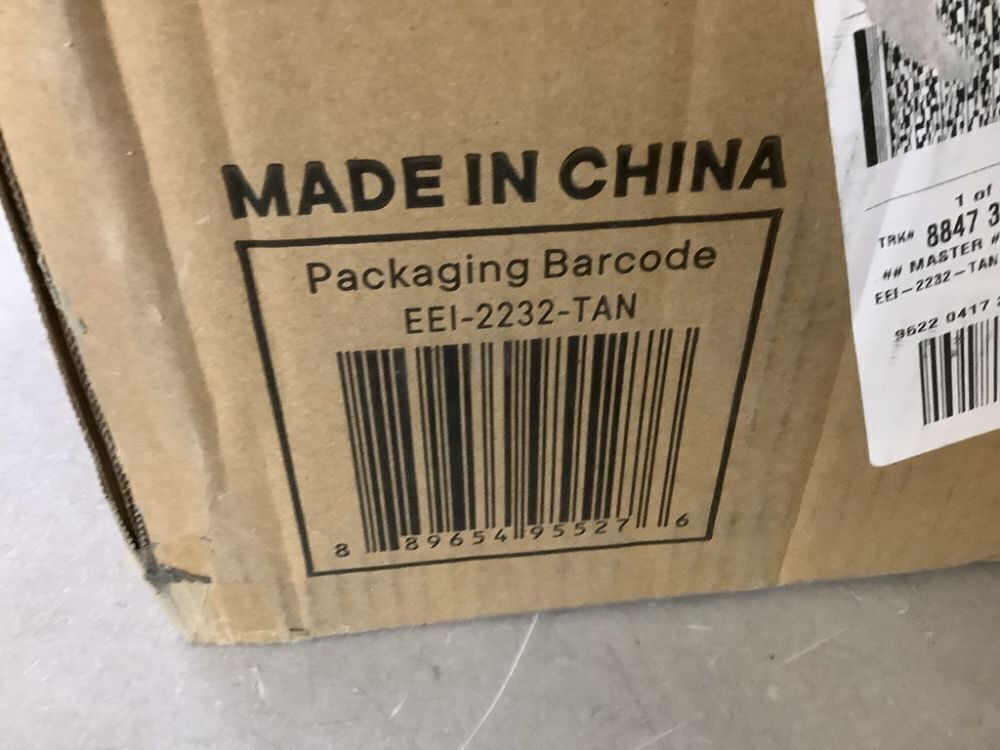 MADE IN CHINA
Packaging Barcode
EEI-2232-TAN
8 89654 95527 6
1 of
TRK# 8847 3
## MASTER #
EEI-2232-TAN
9622 0417